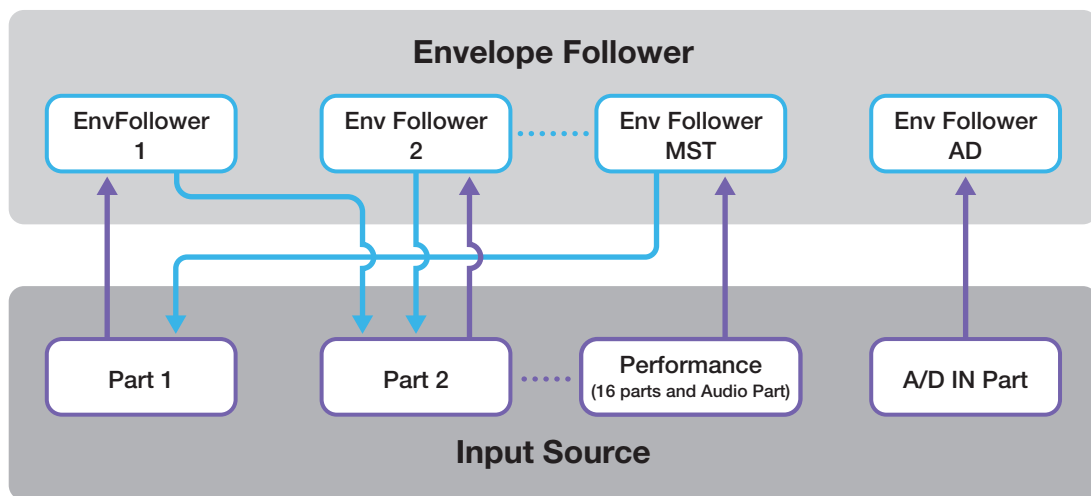 Envelope Follower
EnvFollower
1
Env Follower
2
Env Follower
MST
Env Follower
AD
Part 1
Part 2
Performance
(16 parts and Audio Part)
A/D IN Part
Input Source